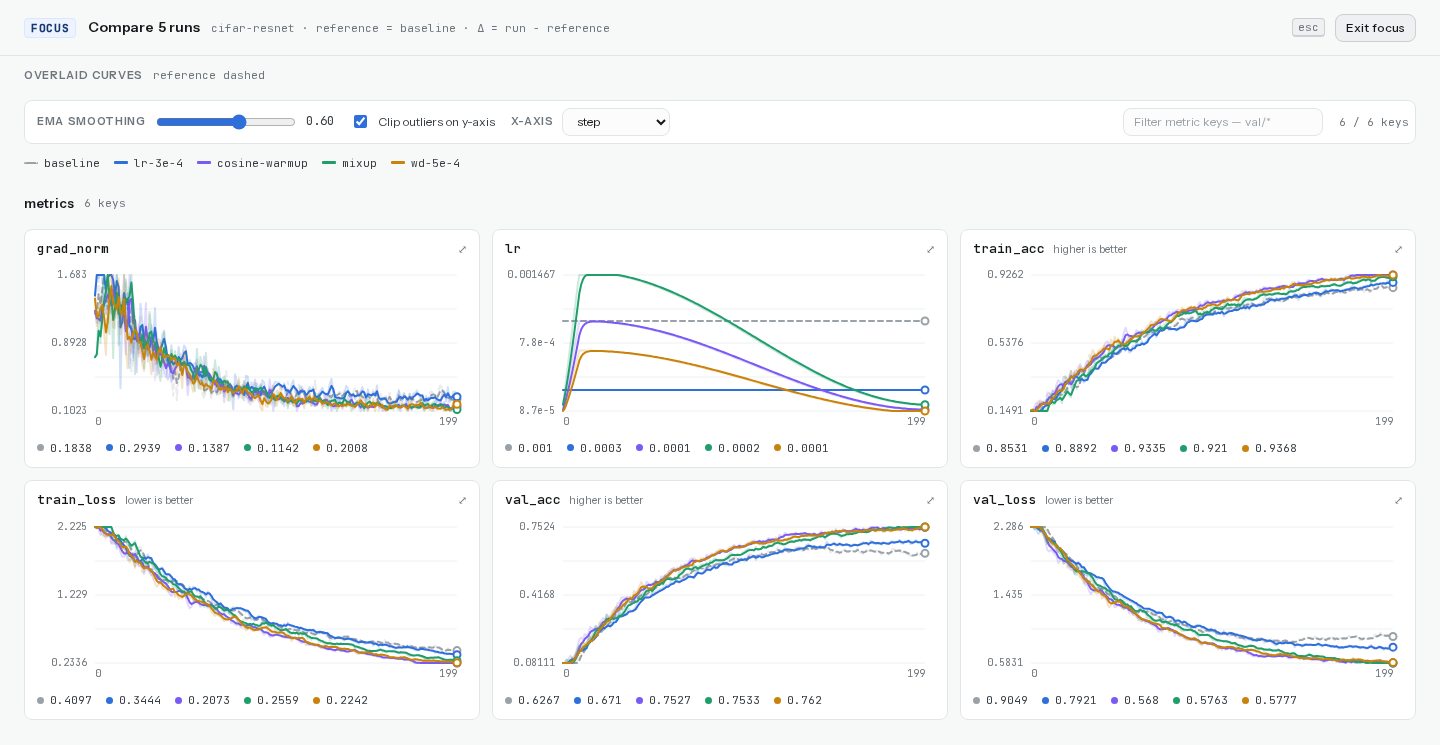 FOCUS Compare 5 runs cifar-resnet · reference = baseline · Δ = run - reference esc Exit focus
OVERLAID CURVES reference dashed
EMA SMOOTHING 0.60 Clip outliers on y-axis X-AXIS step Filter metric keys — val/* 6 / 6 keys
baseline lr-3e-4 cosine-warmup mixup wd-5e-4
metrics 6 keys
grad_norm
1.683
0.8928
0.1023
0 199
0.1838 0.2939 0.1387 0.1142 0.2008
lr
0.001467
7.8e-4
8.7e-5
0 199
0.001 0.0003 0.0001 0.0002 0.0001
train_acc higher is better
0.9262
0.5376
0.1491
0 199
0.8531 0.8892 0.9335 0.921 0.9368
train_loss lower is better
2.225
1.229
0.2336
0 199
0.4097 0.3444 0.2073 0.2559 0.2242
val_acc higher is better
0.7524
0.4168
0.08111
0 199
0.6267 0.671 0.7527 0.7533 0.762
val_loss lower is better
2.286
1.435
0.5831
0 199
0.9049 0.7921 0.568 0.5763 0.5777